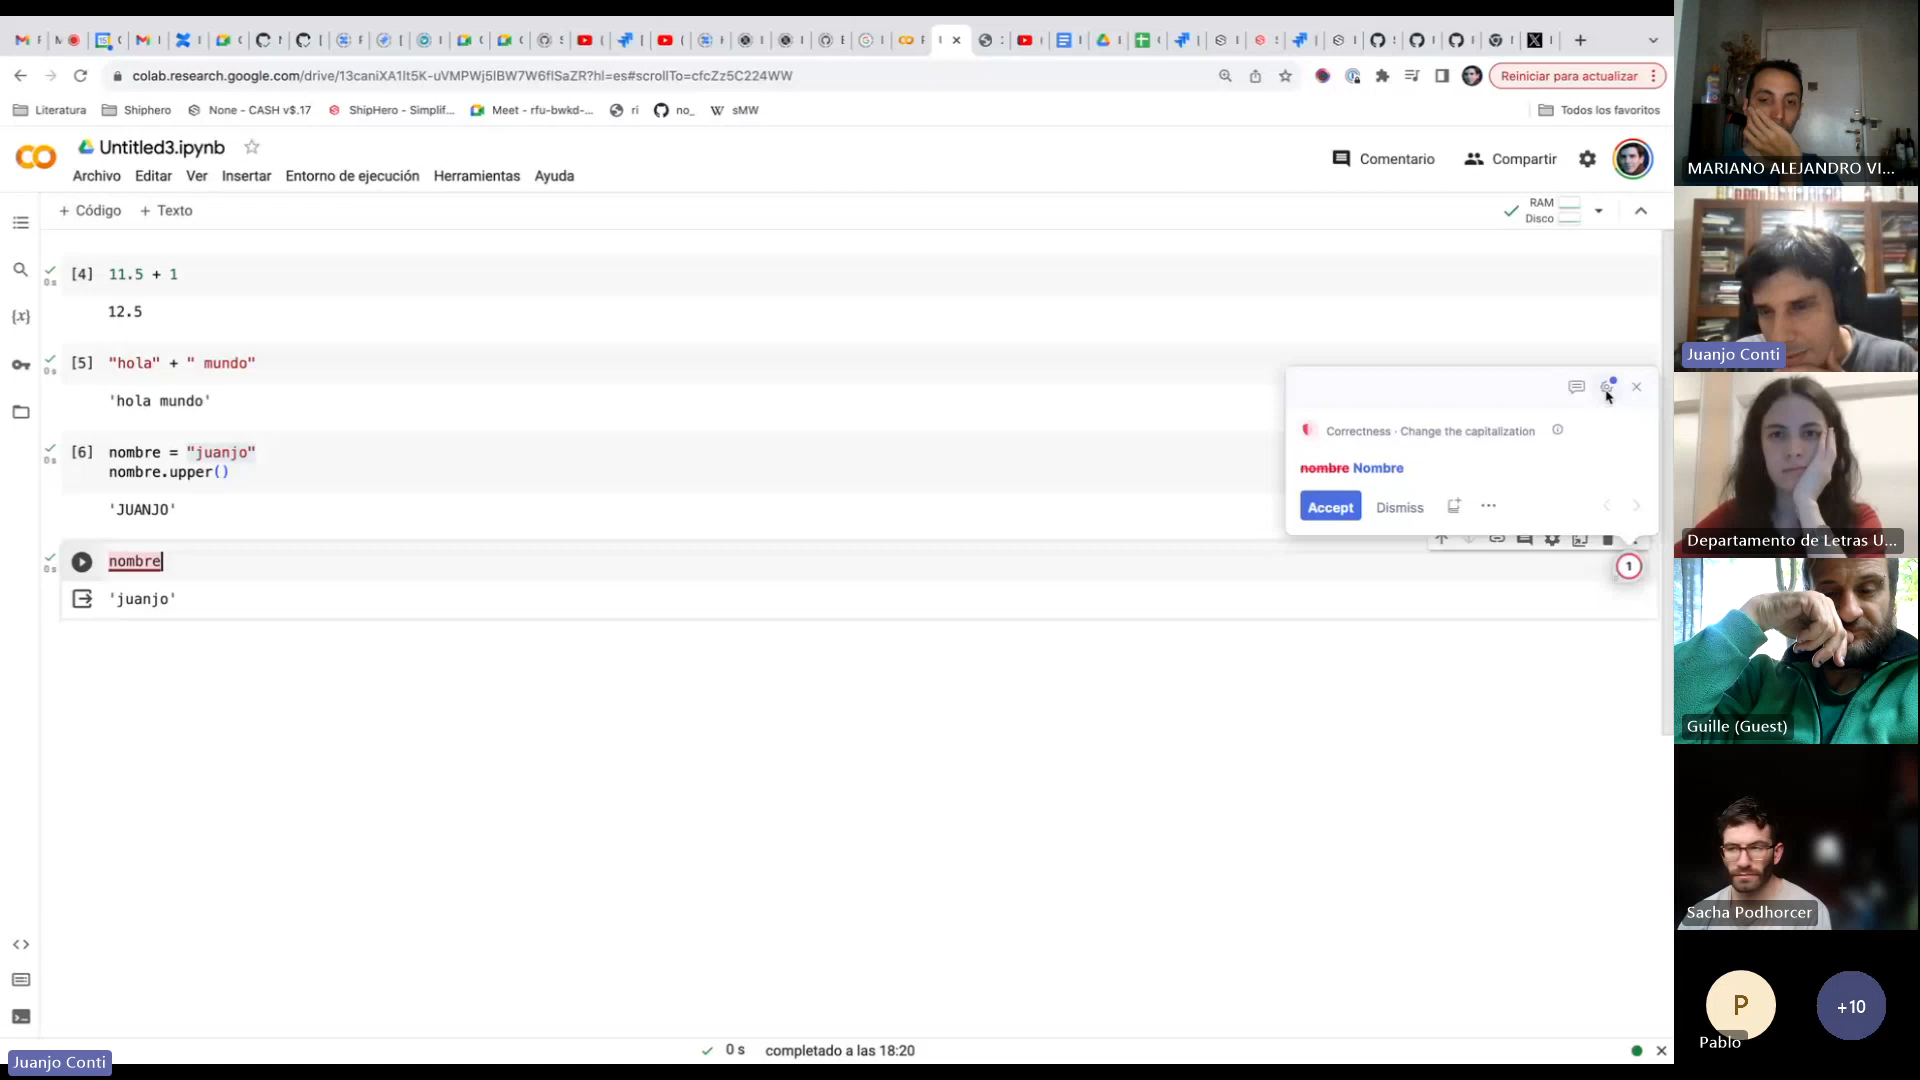 colab.research.google.com/drive/13caniXA1lt5K-uVMPWj5lBW7W6flSaZR?hl=es#scrollTo=cfcZz5C224WW
Reiniciar para actualizar
Literatura
Shiphero
None - CASH v$.17
ShipHero - Simplif...
Meet - rfu-bwkd-...
ri
no_
sMW
Todos los favoritos
Untitled3.ipynb
Comentario
Compartir
Archivo
Editar
Ver
Insertar
Entorno de ejecución
Herramientas
Ayuda
+ Código
+ Texto
RAM
Disco
[4] 11.5 + 1
0 s
12.5
[5] "hola" + " mundo"
0 s
'hola mundo'
[6] nombre = "juanjo"
0 s
nombre.upper()
'JUANJO'
nombre
0 s
'juanjo'
Correctness · Change the capitalization
nombre Nombre
Accept
Dismiss
1
0 s
completado a las 18:20
Juanjo Conti
MARIANO ALEJANDRO VI...
Juanjo Conti
Departamento de Letras U...
Guille (Guest)
Sacha Podhorcer
P
Pablo
+10